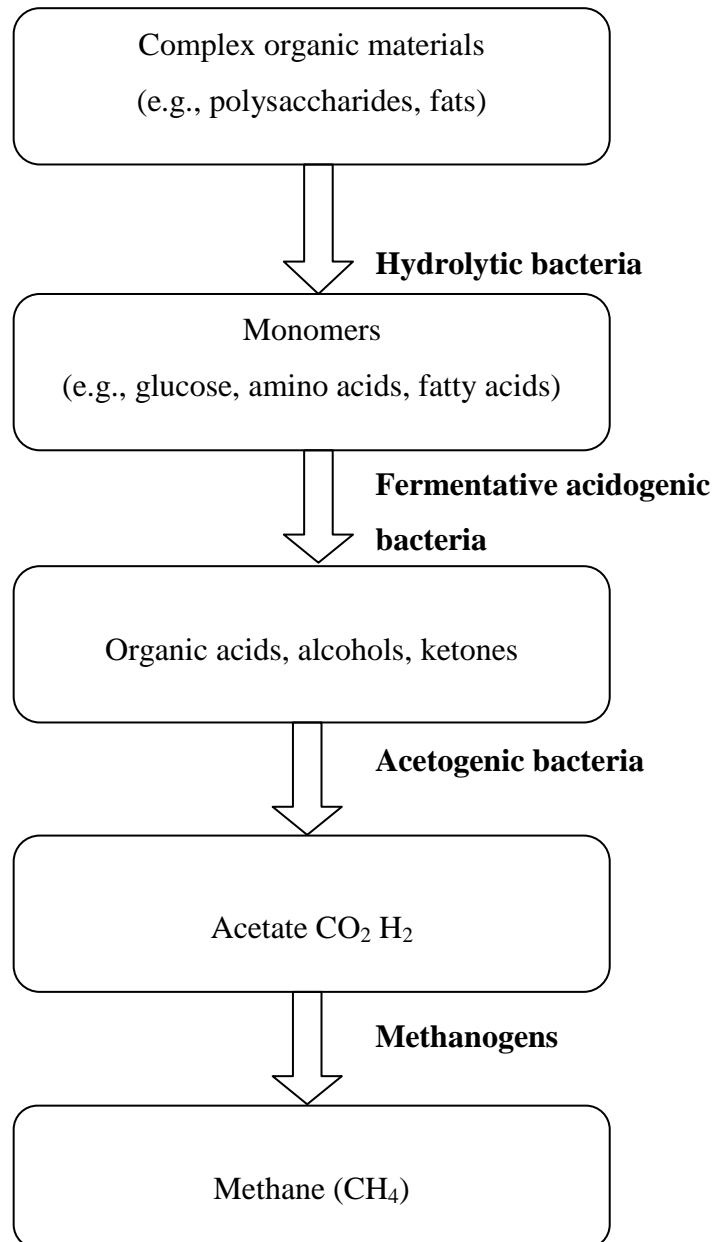 Complex organic materials
(e.g., polysaccharides, fats)
Hydrolytic bacteria
Monomers
(e.g., glucose, amino acids, fatty acids)
Fermentative acidogenic
bacteria
Organic acids, alcohols, ketones
Acetogenic bacteria
Acetate CO₂ H₂
Methanogens
Methane (CH₄)